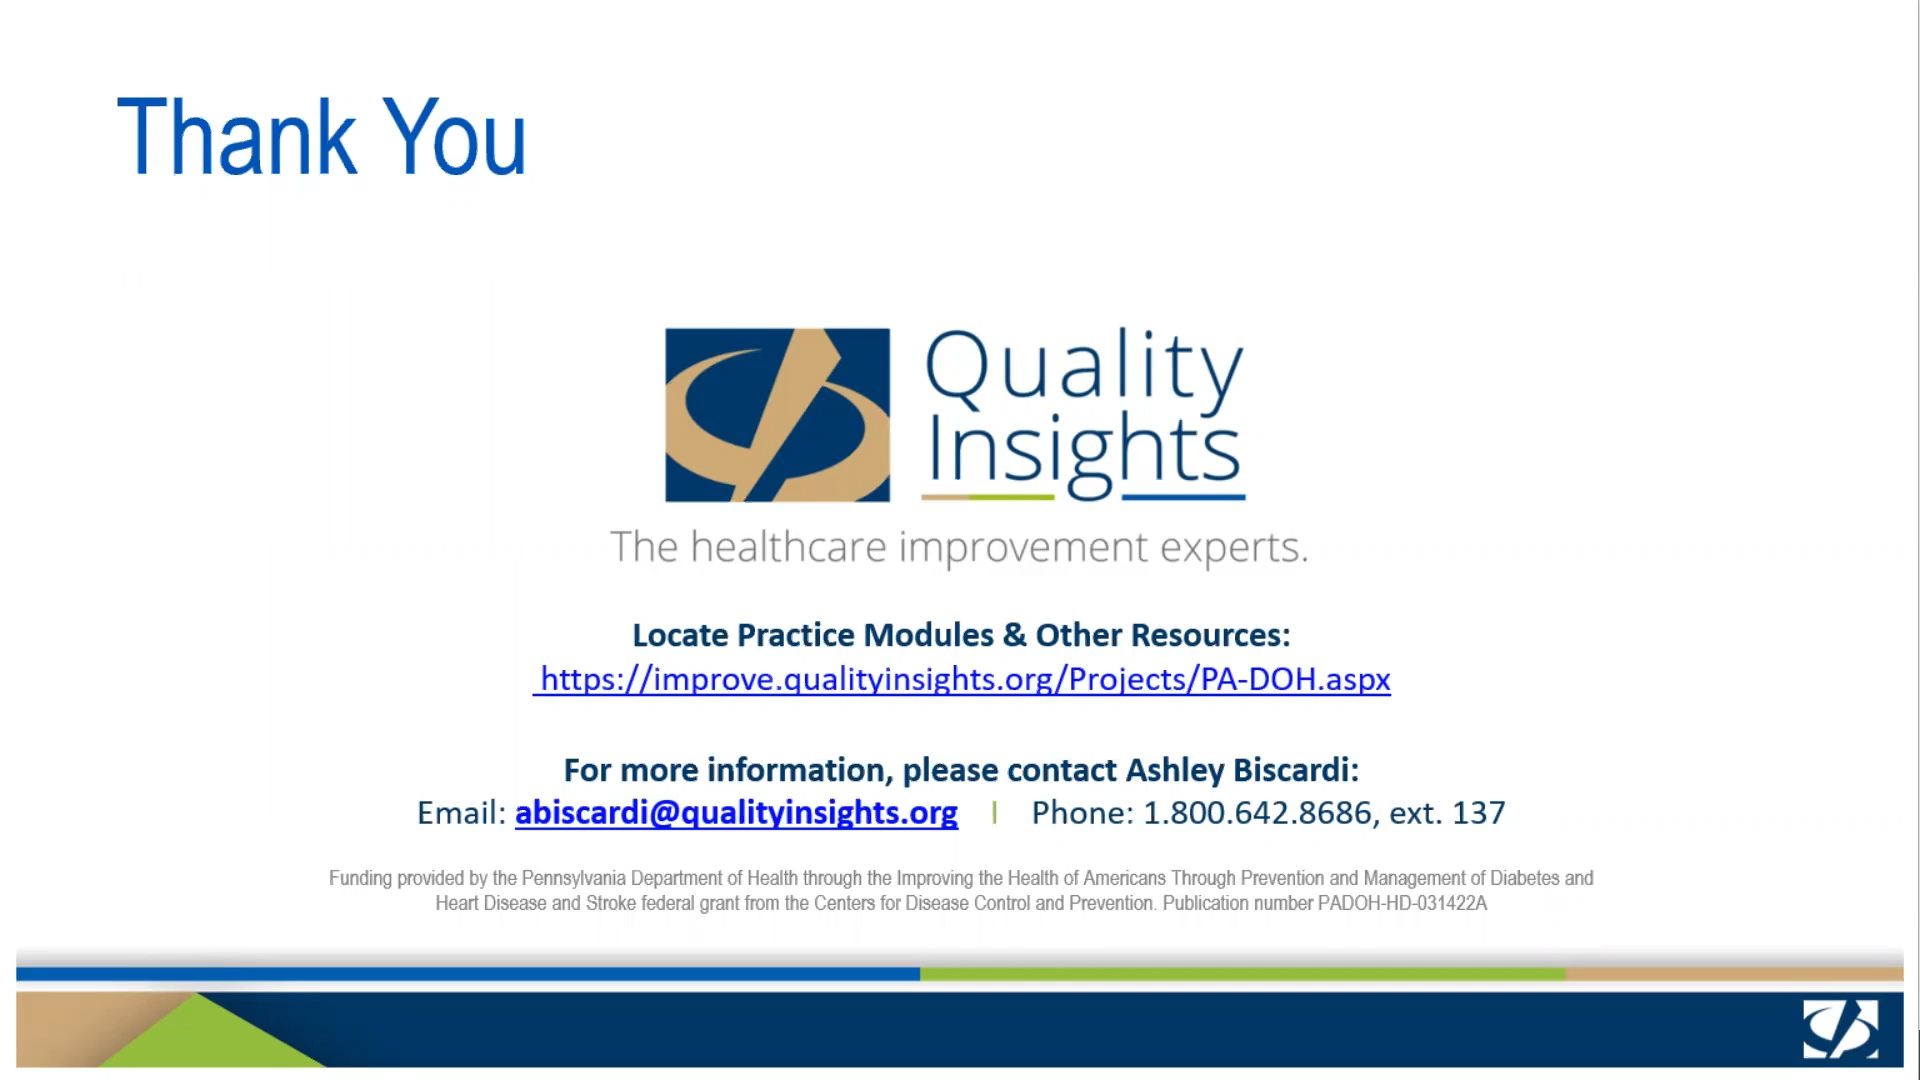 Thank You
Quality
Insights
The healthcare improvement experts.
Locate Practice Modules & Other Resources:
https://improve.qualityinsights.org/Projects/PA-DOH.aspx
For more information, please contact Ashley Biscardi:
Email: abiscardi@qualityinsights.org | Phone: 1.800.642.8686, ext. 137
Funding provided by the Pennsylvania Department of Health through the Improving the Health of Americans Through Prevention and Management of Diabetes and
Heart Disease and Stroke federal grant from the Centers for Disease Control and Prevention. Publication number PADOH-HD-031422A